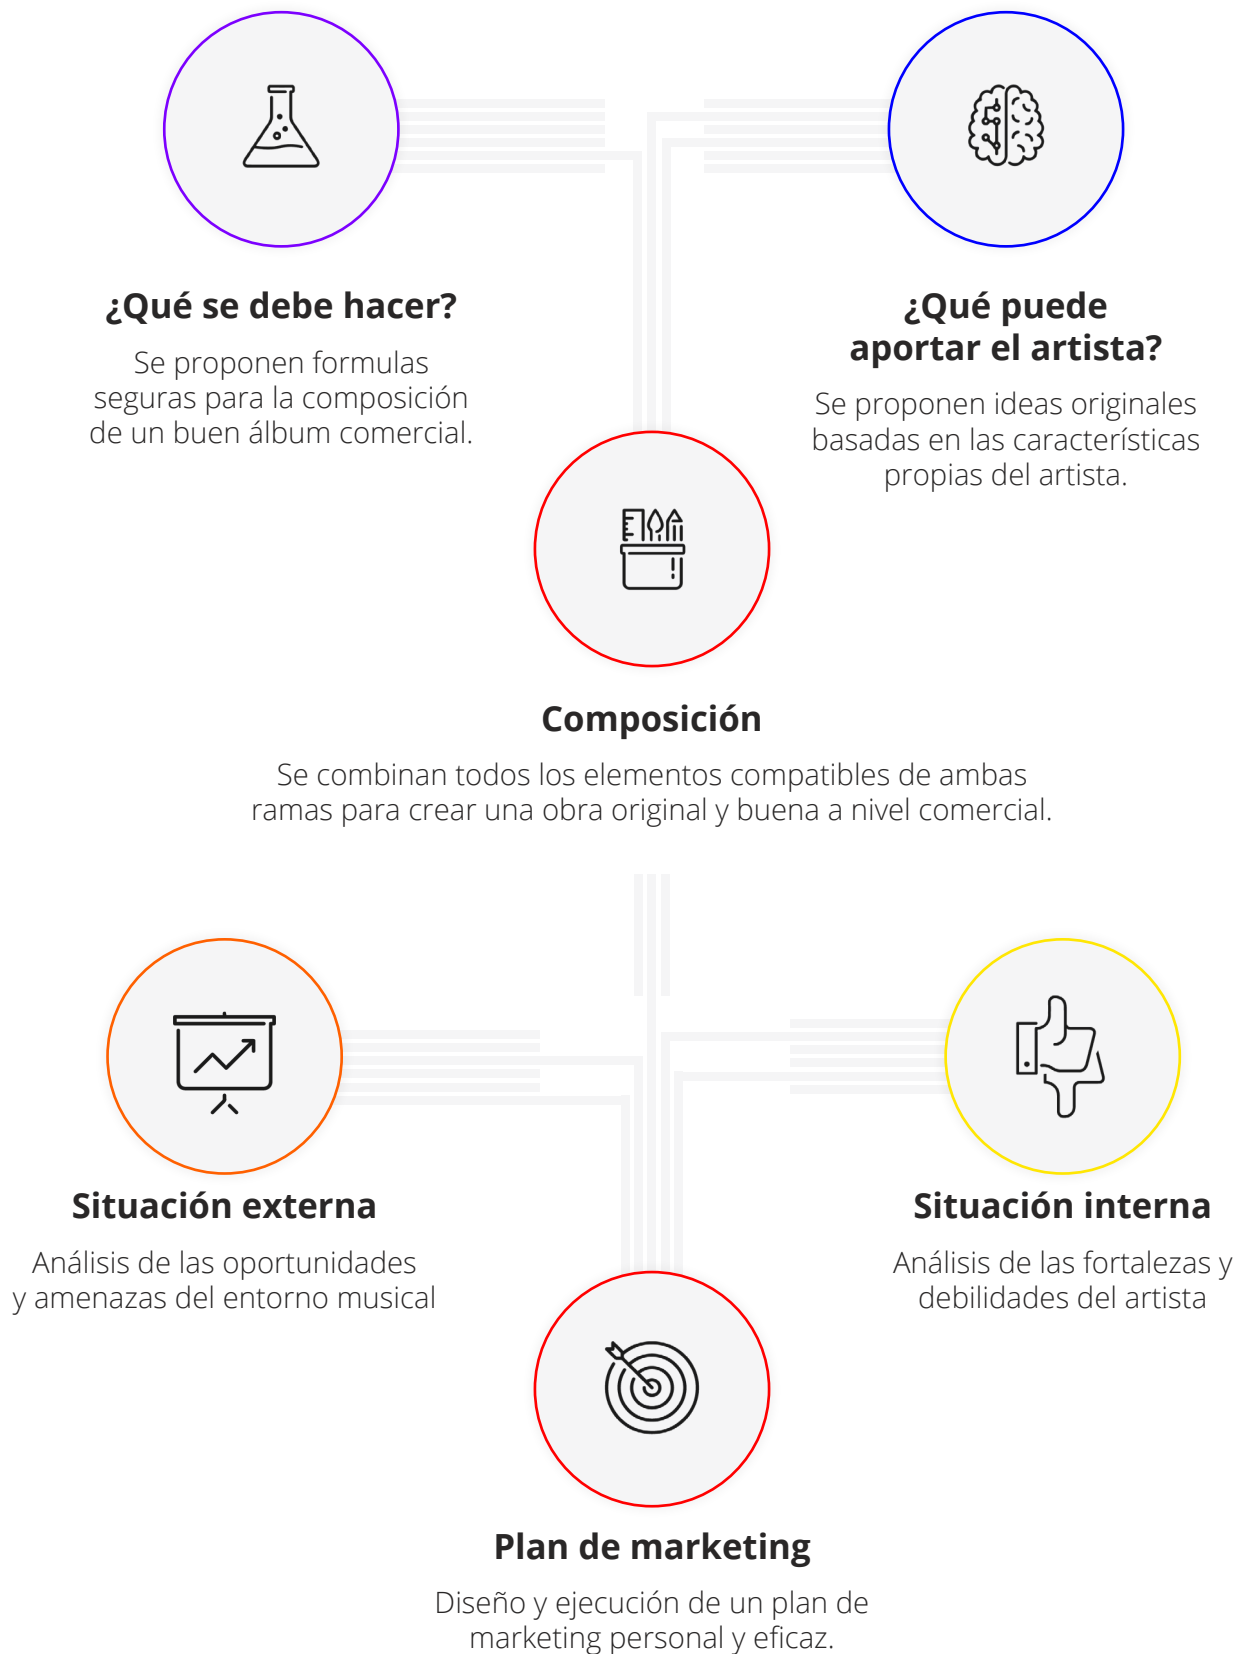 ¿Qué se debe hacer?
Se proponen formulas
seguras para la composición
de un buen álbum comercial.
¿Qué puede
aportar el artista?
Se proponen ideas originales
basadas en las características
propias del artista.
Composición
Se combinan todos los elementos compatibles de ambas
ramas para crear una obra original y buena a nivel comercial.
Situación externa
Análisis de las oportunidades
y amenazas del entorno musical
Situación interna
Análisis de las fortalezas y
debilidades del artista
Plan de marketing
Diseño y ejecución de un plan de
marketing personal y eficaz.